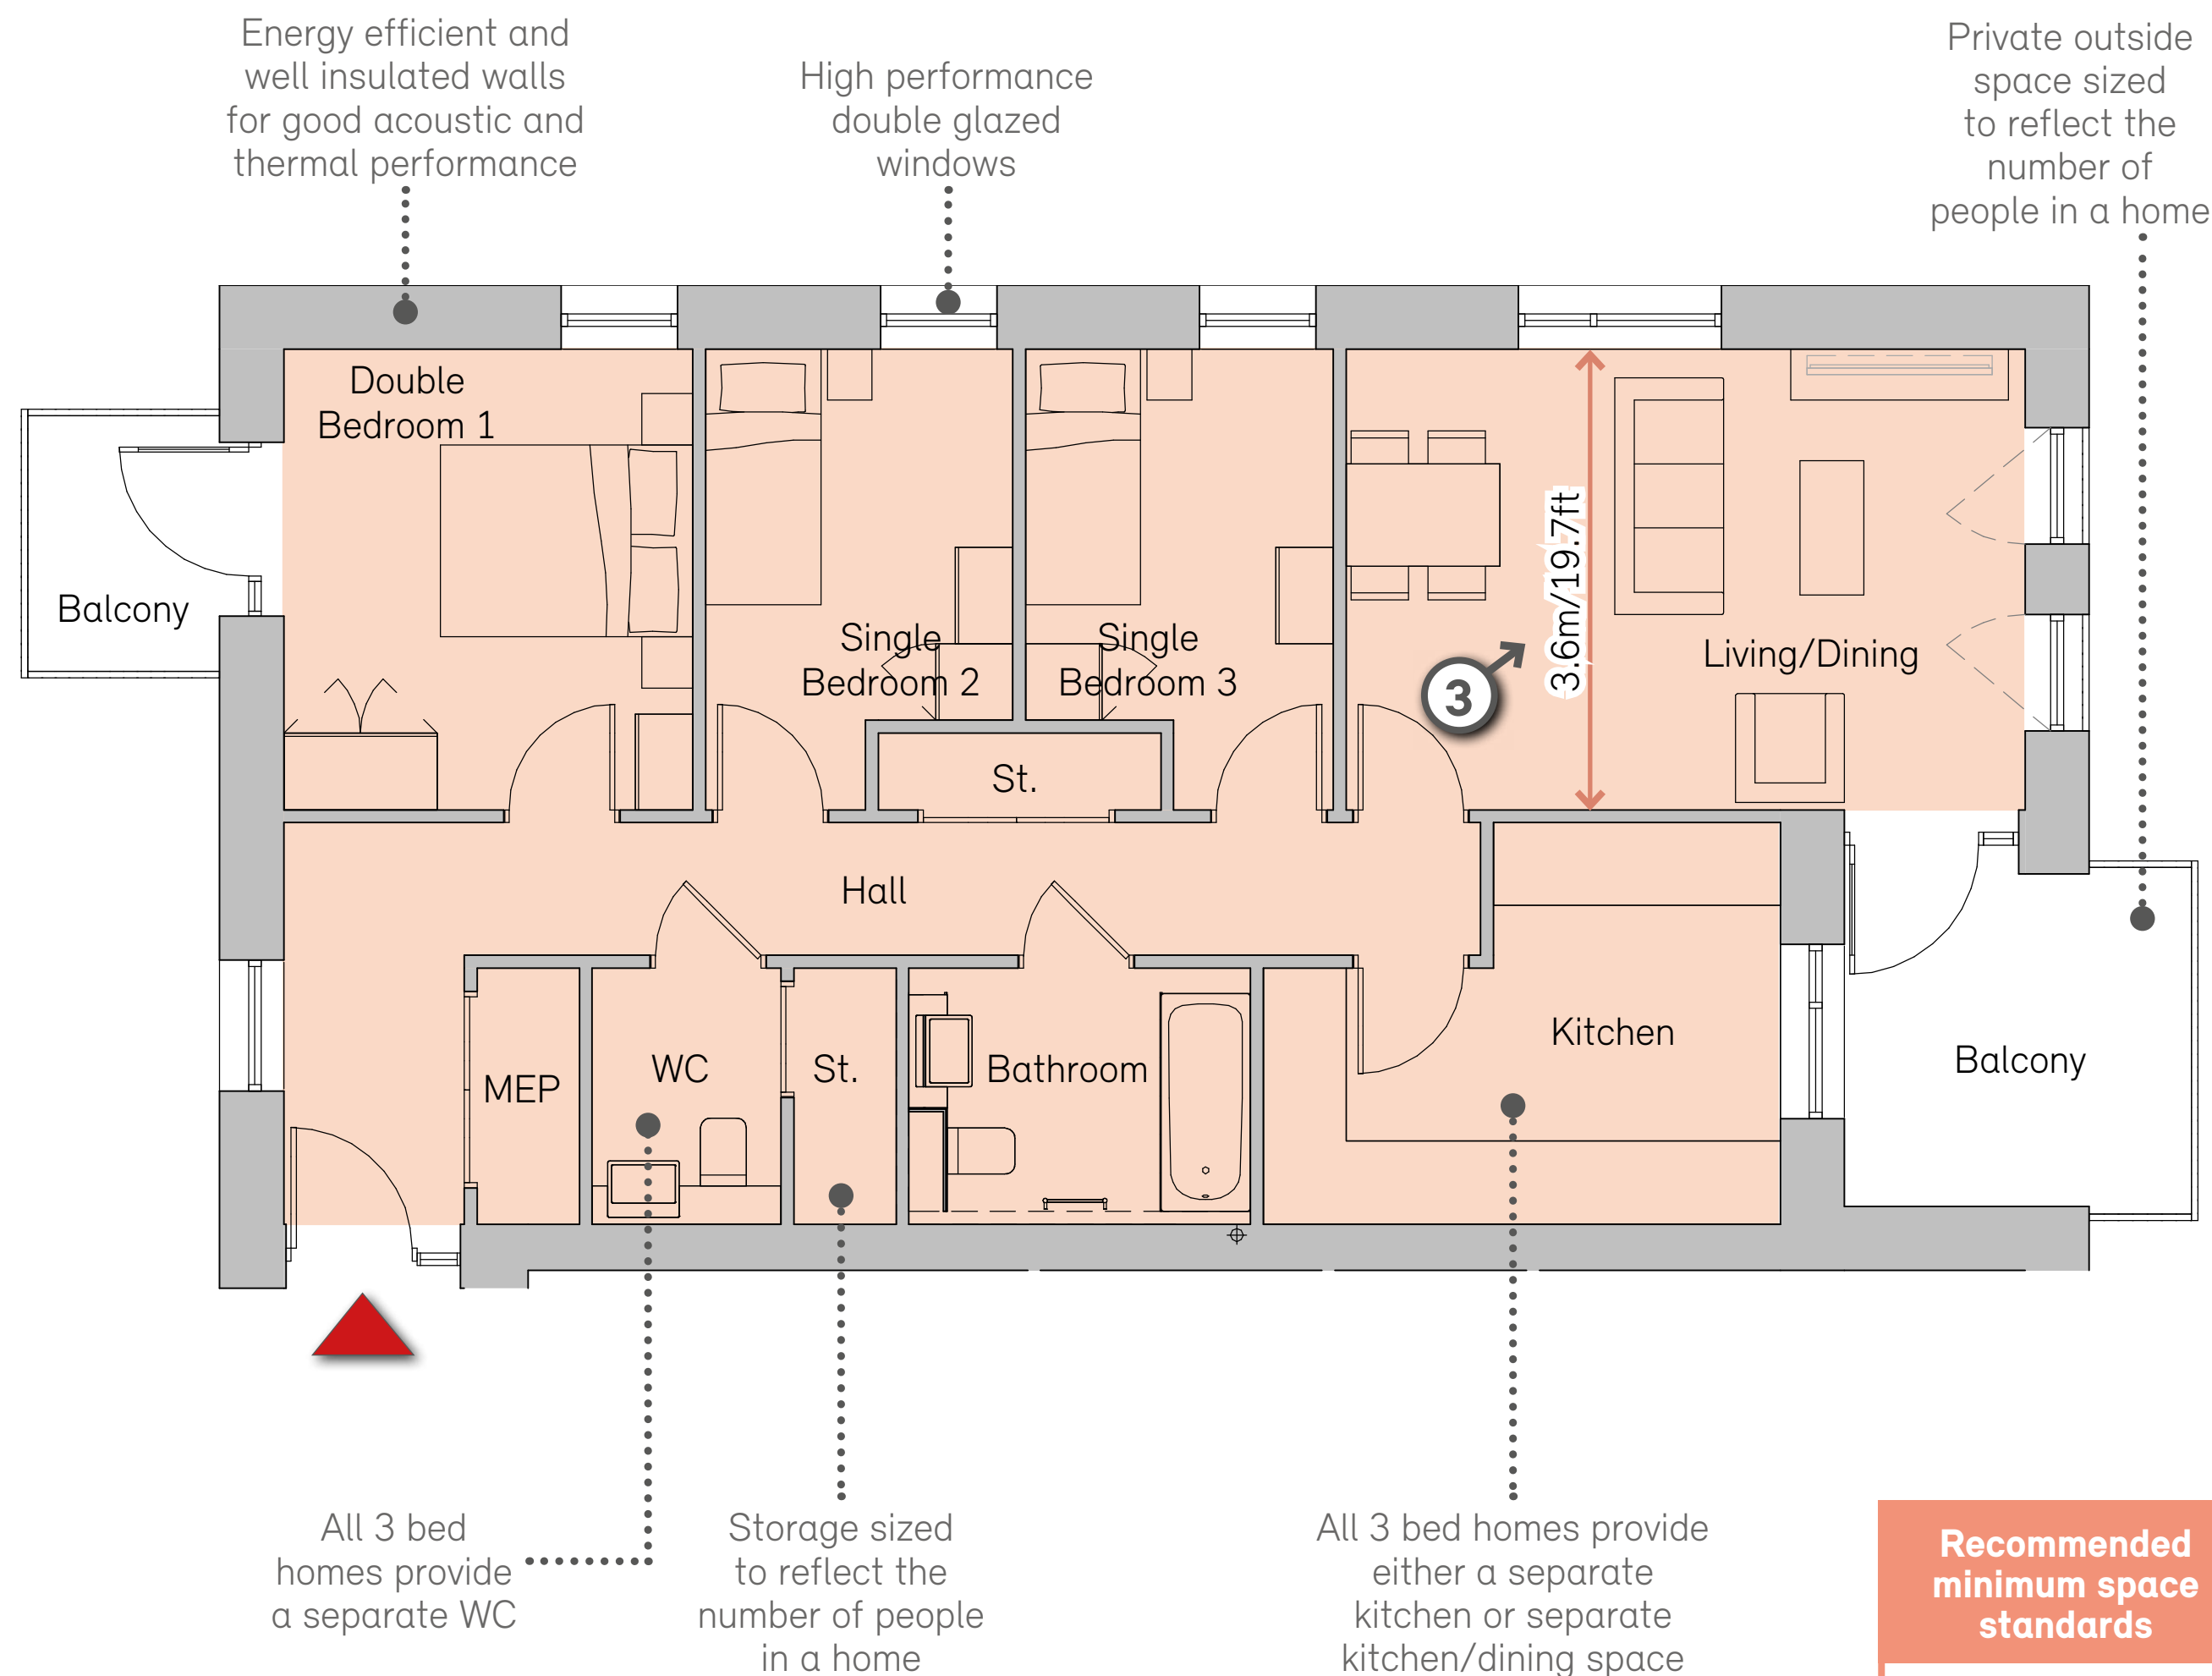 Energy efficient and
well insulated walls
for good acoustic and
thermal performance
High performance
double glazed
windows
Private outside
space sized
to reflect the
number of
people in a home
Double
Bedroom 1
Balcony
Single
Bedroom 2
Single
Bedroom 3
3
3.6m/19.7ft
Living/Dining
St.
Hall
MEP
WC
St.
Bathroom
Kitchen
Balcony
All 3 bed
homes provide
a separate WC
Storage sized
to reflect the
number of people
in a home
All 3 bed homes provide
either a separate
kitchen or separate
kitchen/dining space
Recommended
minimum space
standards